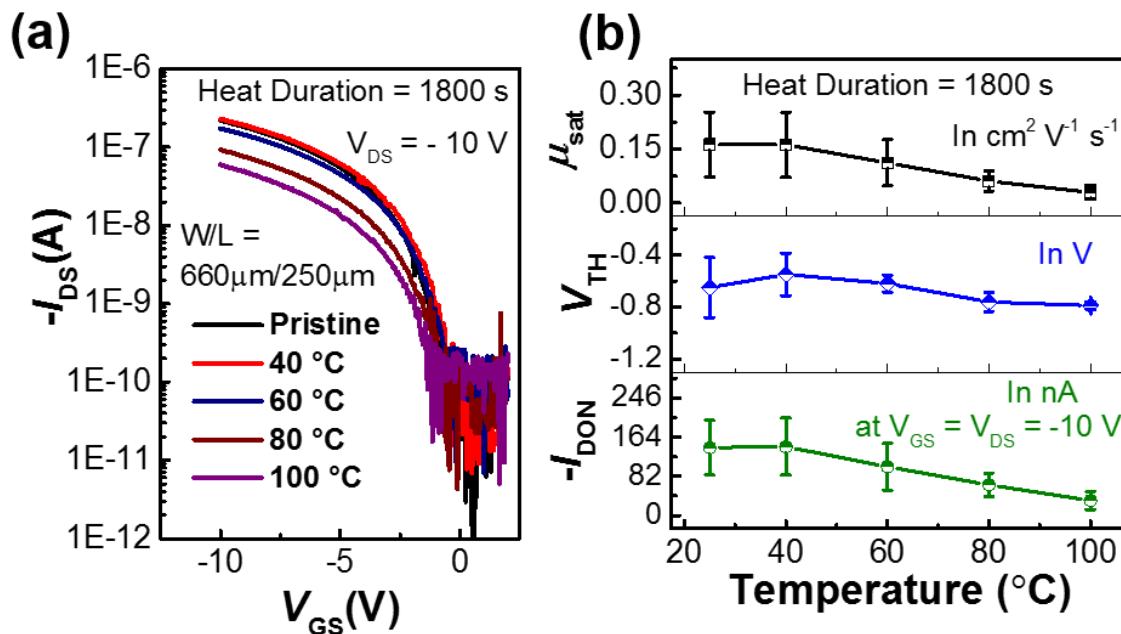 (a)
1E-6
1E-7
1E-8
1E-9
1E-10
1E-11
1E-12
-I_DS(A)
Heat Duration = 1800 s
V_DS = - 10 V
W/L =
660μm/250μm
Pristine
40 °C
60 °C
80 °C
100 °C
-10
-5
0
V_GS(V)
(b)
Heat Duration = 1800 s
In cm² V⁻¹ s⁻¹
0.30
0.15
0.00
μ_sat
In V
-0.4
-0.8
-1.2
V_TH
In nA
at V_GS = V_DS = -10 V
246
164
82
0
-I_DON
20
40
60
80
100
Temperature (°C)